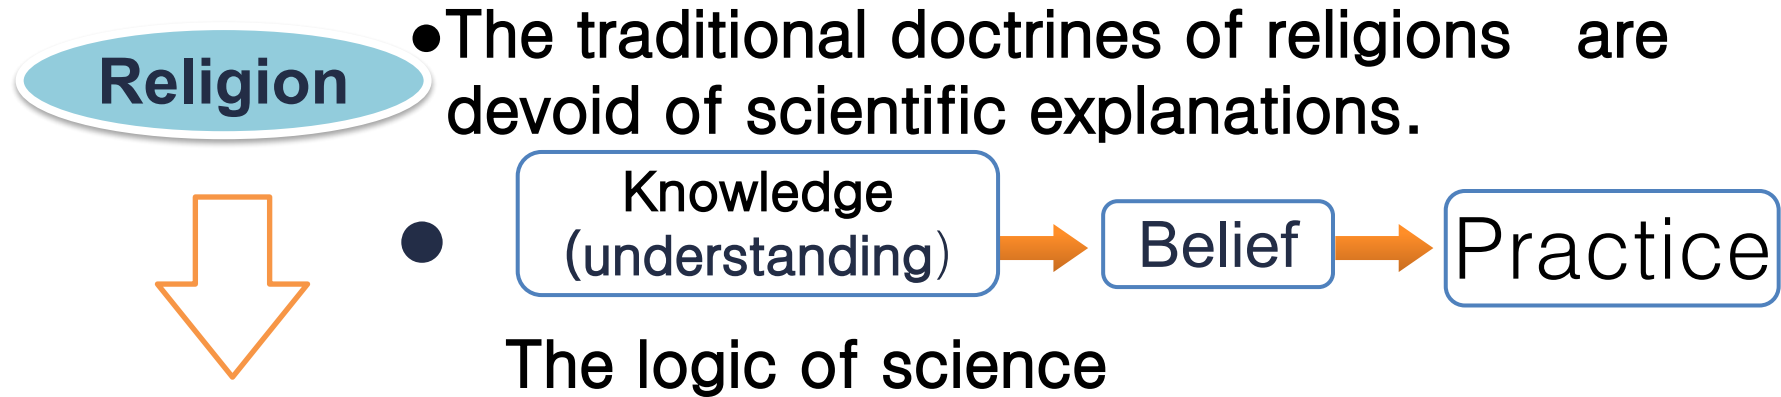 Religion
●The traditional doctrines of religions are
devoid of scientific explanations.
● Knowledge
(understanding)
Belief
Practice
The logic of science